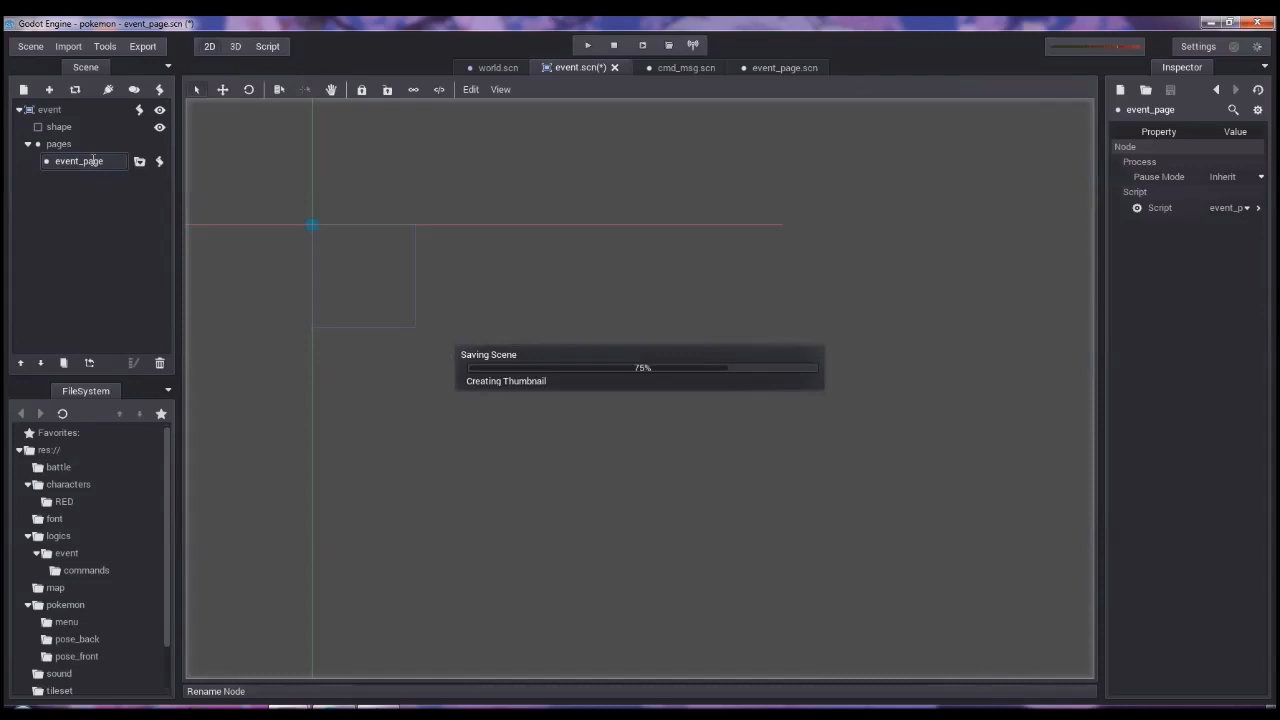 Godot Engine - pokemon - event_page.scn (*)
Scene Import Tools Export
2D 3D Script
Settings
Scene
world.scn event.scn(*) cmd_msg.scn event_page.scn
Inspector
Edit View
event
shape
pages
event_page
event_page
Property Value
Node
Process
Pause Mode Inherit
Script
Script event_p
Saving Scene
75%
Creating Thumbnail
FileSystem
Favorites:
res://
battle
characters
RED
font
logics
event
commands
map
pokemon
menu
pose_back
pose_front
sound
tileset
Rename Node